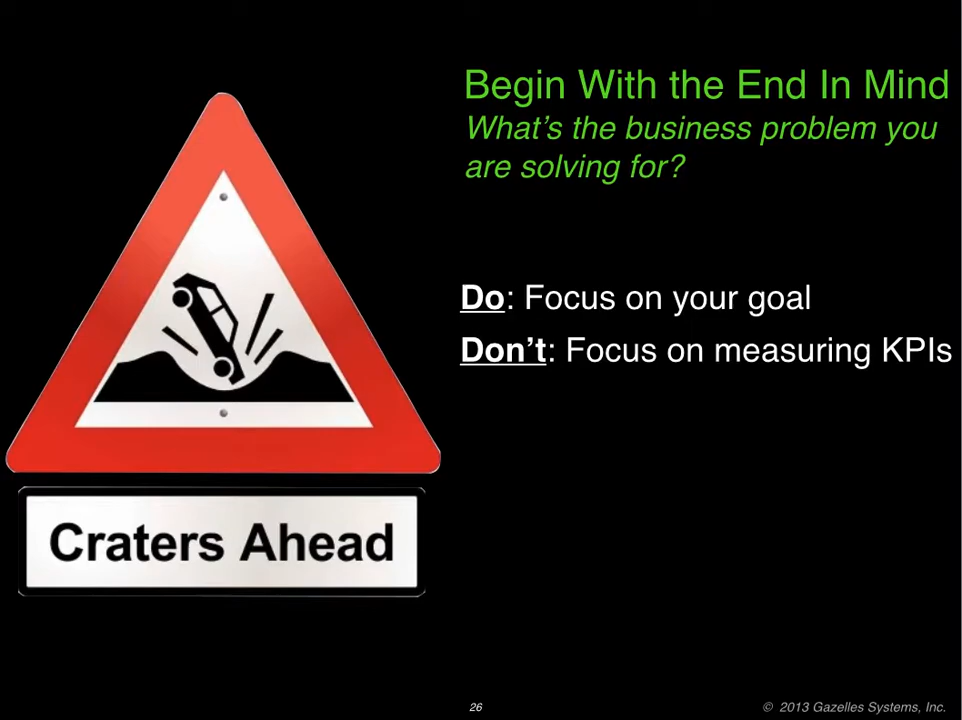 Begin With the End In Mind
What's the business problem you
are solving for?
Do: Focus on your goal
Don't: Focus on measuring KPIs
Craters Ahead
26
© 2013 Gazelles Systems, Inc.